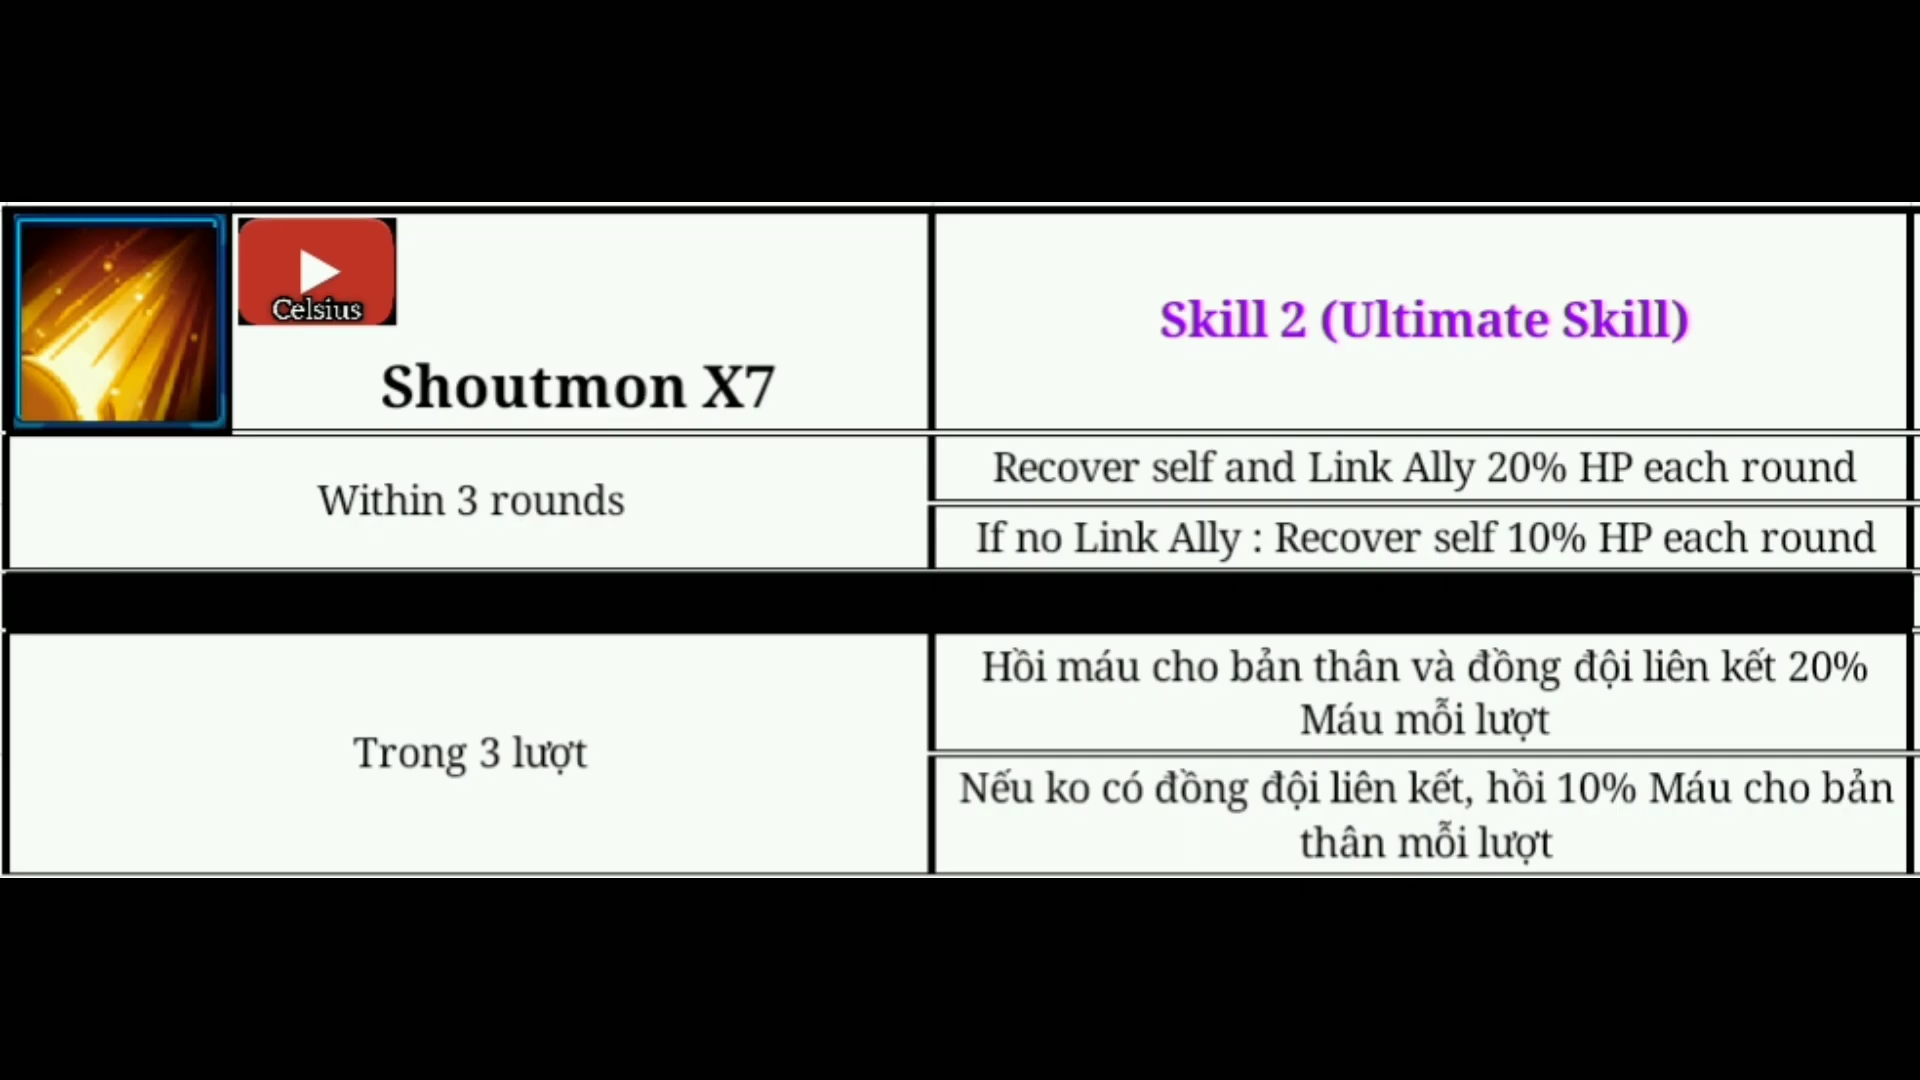 Celsius
Shoutmon X7
Skill 2 (Ultimate Skill)
Within 3 rounds
Recover self and Link Ally 20% HP each round
If no Link Ally : Recover self 10% HP each round
Trong 3 lượt
Hồi máu cho bản thân và đồng đội liên kết 20%
Máu mỗi lượt
Nếu ko có đồng đội liên kết, hồi 10% Máu cho bản
thân mỗi lượt